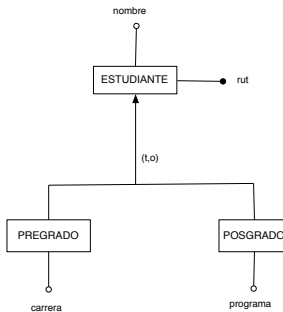 nombre
ESTUDIANTE
rut
(t,o)
PREGRADO
POSGRADO
carrera
programa